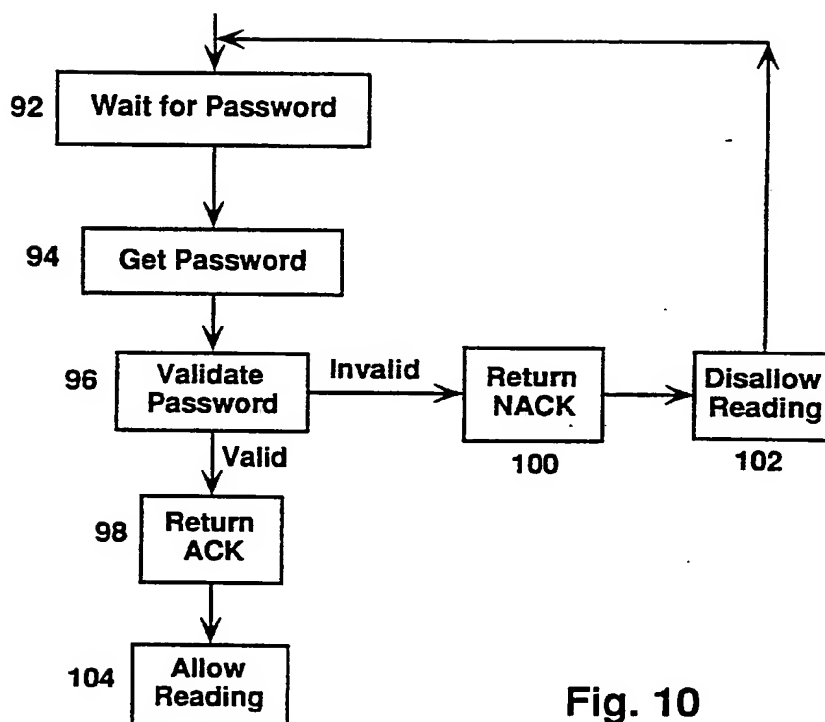 92
Wait for Password
94
Get Password
96
Validate
Password
Invalid
Return
NACK
100
Disallow
Reading
102
Valid
98
Return
ACK
104
Allow
Reading
Fig. 10